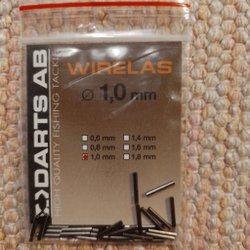 WIRELAS
Ø 1,0 mm
0,6 mm
1,4 mm
0,8 mm
1,6 mm
1,0 mm
1,8 mm
DARTS AB
HIGH QUALITY FISHING TACKLE